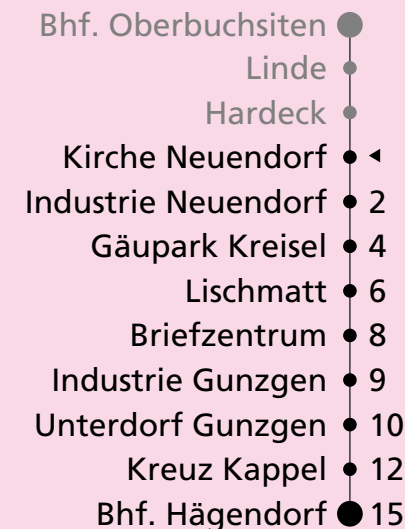 Bhf. Oberbuchsiten
Linde
Hardeck
Kirche Neuendorf
Industrie Neuendorf 2
Gäupark Kreisel 4
Lischmatt 6
Briefzentrum 8
Industrie Gunzgen 9
Unterdorf Gunzgen 10
Kreuz Kappel 12
Bhf. Hägendorf 15